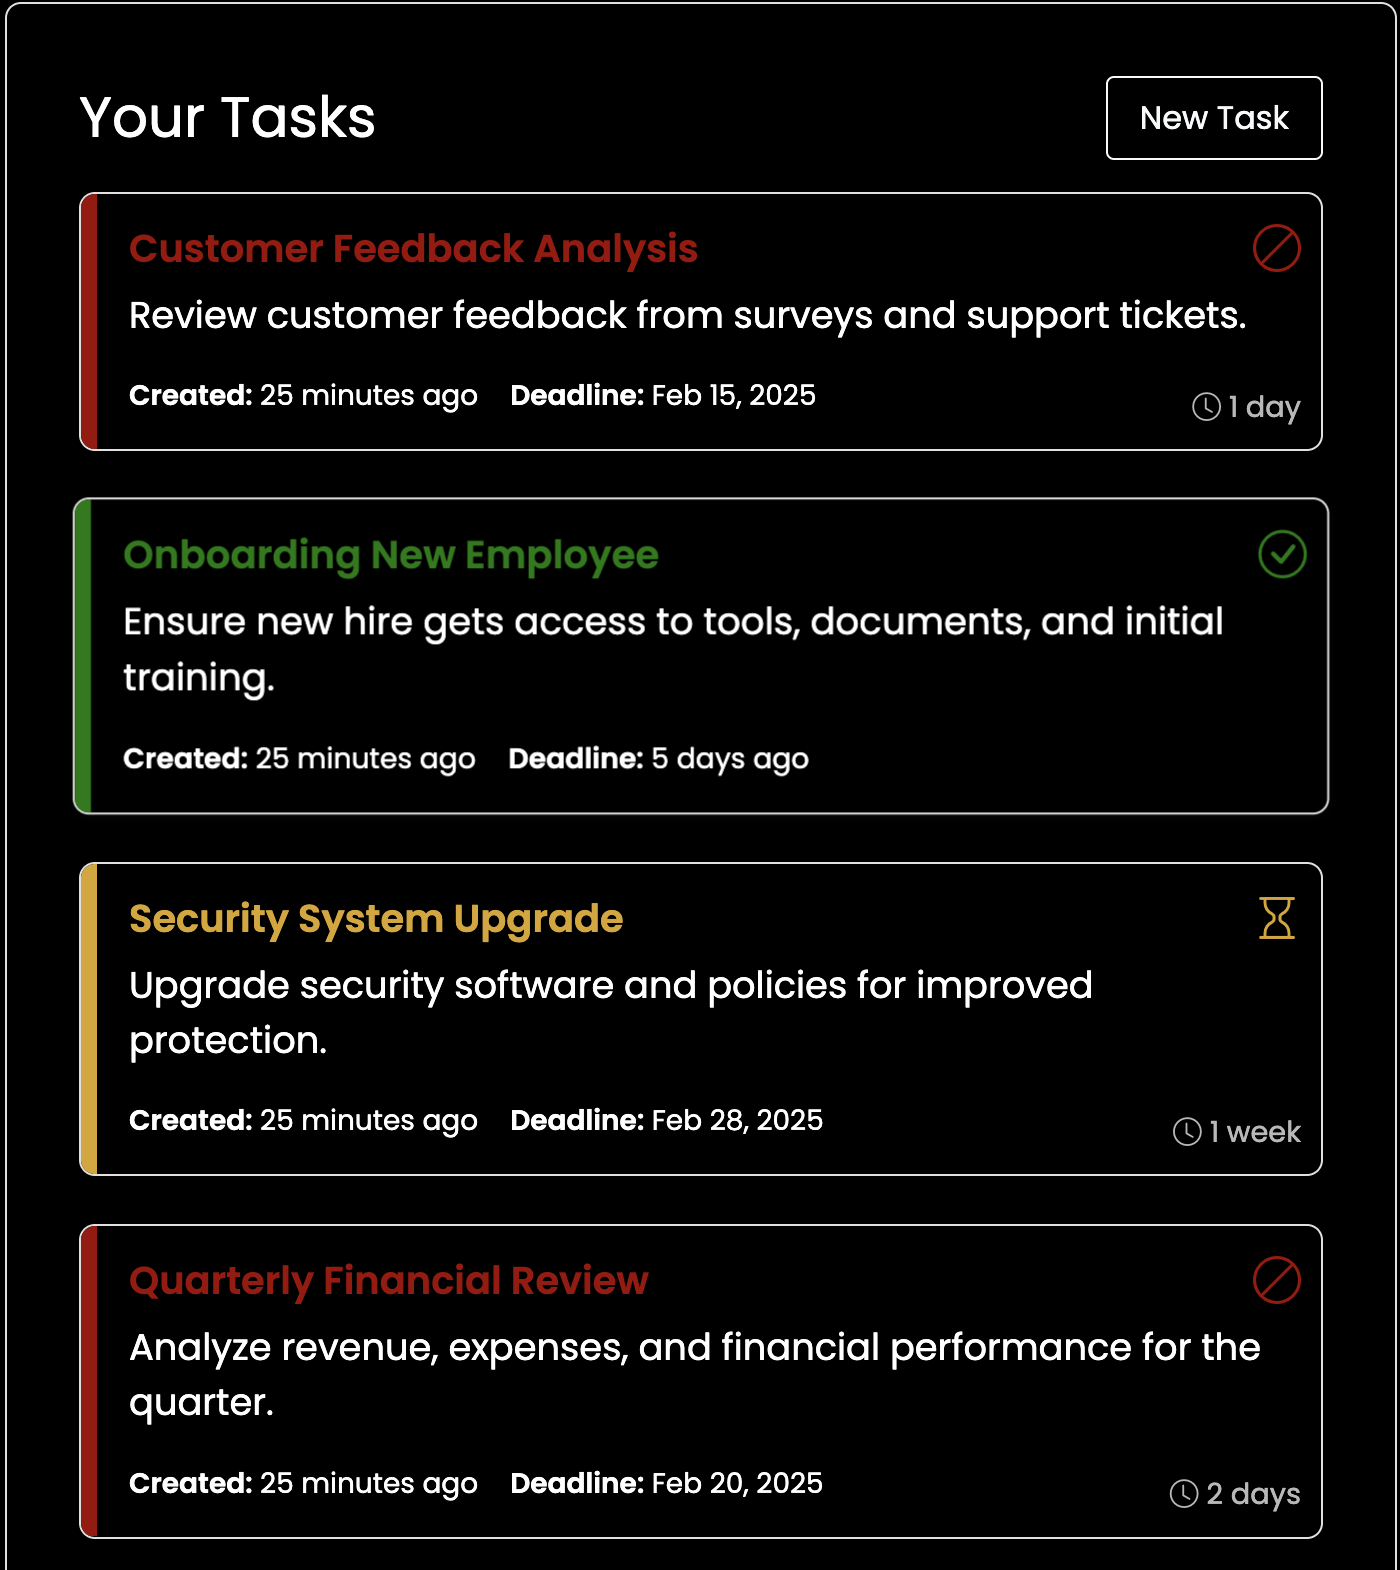 Your Tasks
New Task
Customer Feedback Analysis
Review customer feedback from surveys and support tickets.
Created: 25 minutes ago Deadline: Feb 15, 2025
1 day
Onboarding New Employee
Ensure new hire gets access to tools, documents, and initial
training.
Created: 25 minutes ago Deadline: 5 days ago
Security System Upgrade
Upgrade security software and policies for improved
protection.
Created: 25 minutes ago Deadline: Feb 28, 2025
1 week
Quarterly Financial Review
Analyze revenue, expenses, and financial performance for the
quarter.
Created: 25 minutes ago Deadline: Feb 20, 2025
2 days